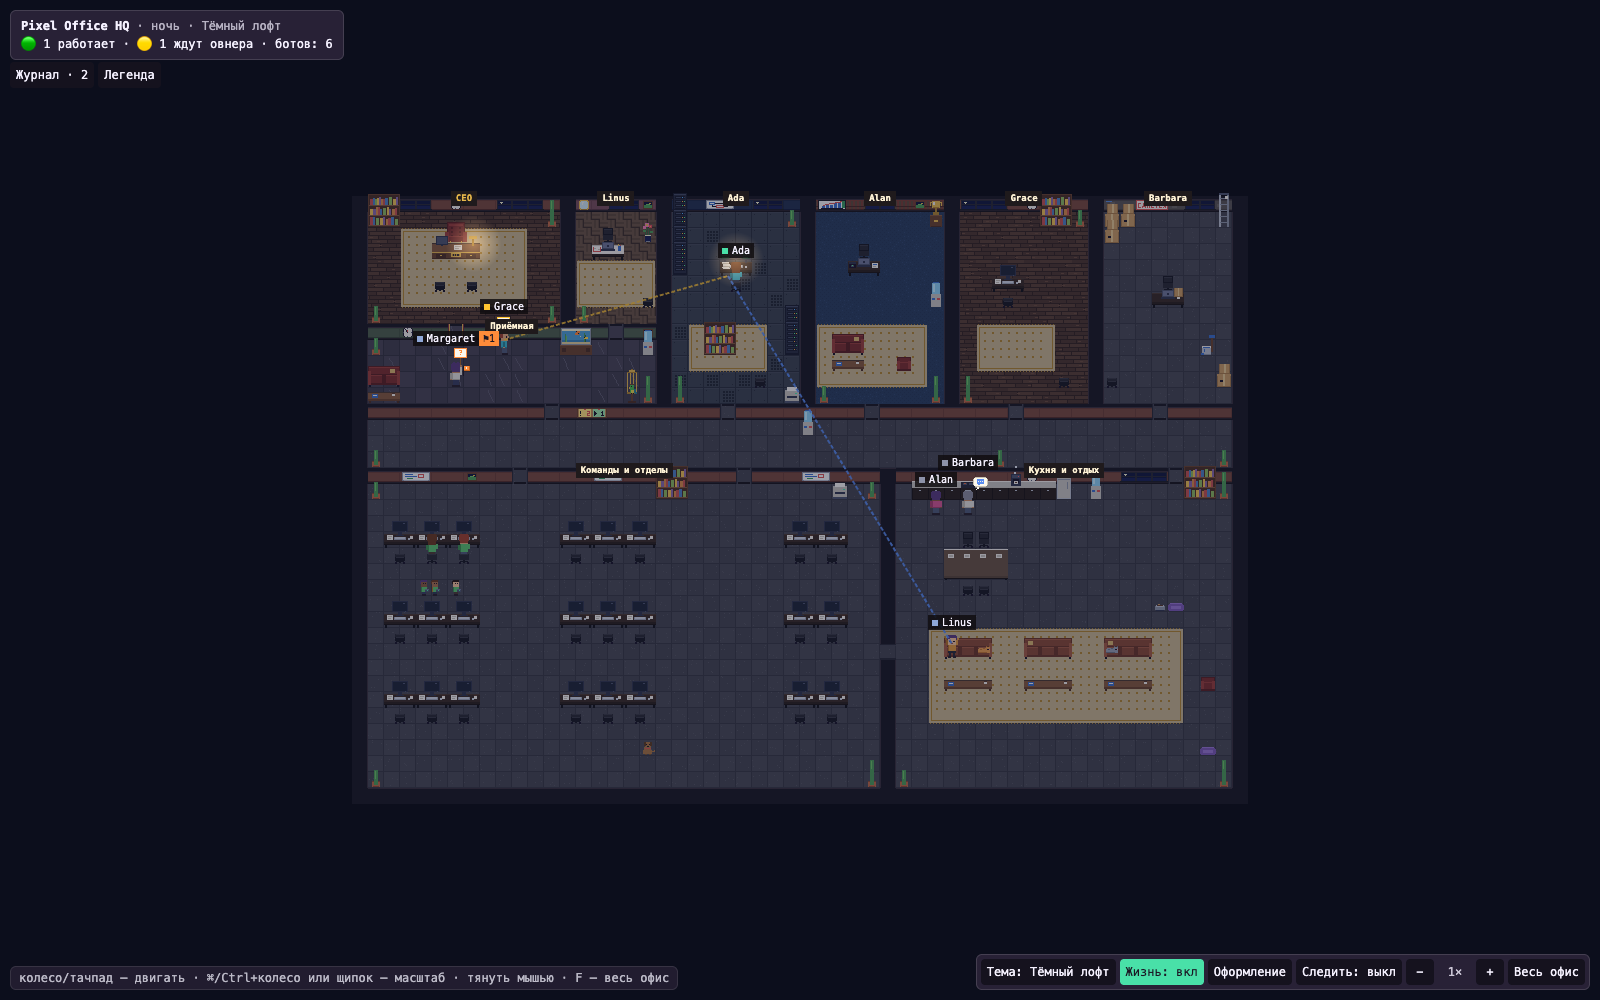 Pixel Office HQ · ночь · Тёмный лофт
1 работает · 1 ждут овнера · ботов: 6
Журнал · 2
Легенда
CEO
Linus
Ada
Alan
Grace
Barbara
Ada
Grace
Приёмная
Margaret
1
?
Команды и отделы
Barbara
Кухня и отдых
Alan
Linus
колесо/тачпад — двигать · ⌘/Ctrl+колесо или щипок — масштаб · тянуть мышью · F — весь офис
Тема: Тёмный лофт
Жизнь: вкл
Оформление
Следить: выкл
−
1×
+
Весь офис